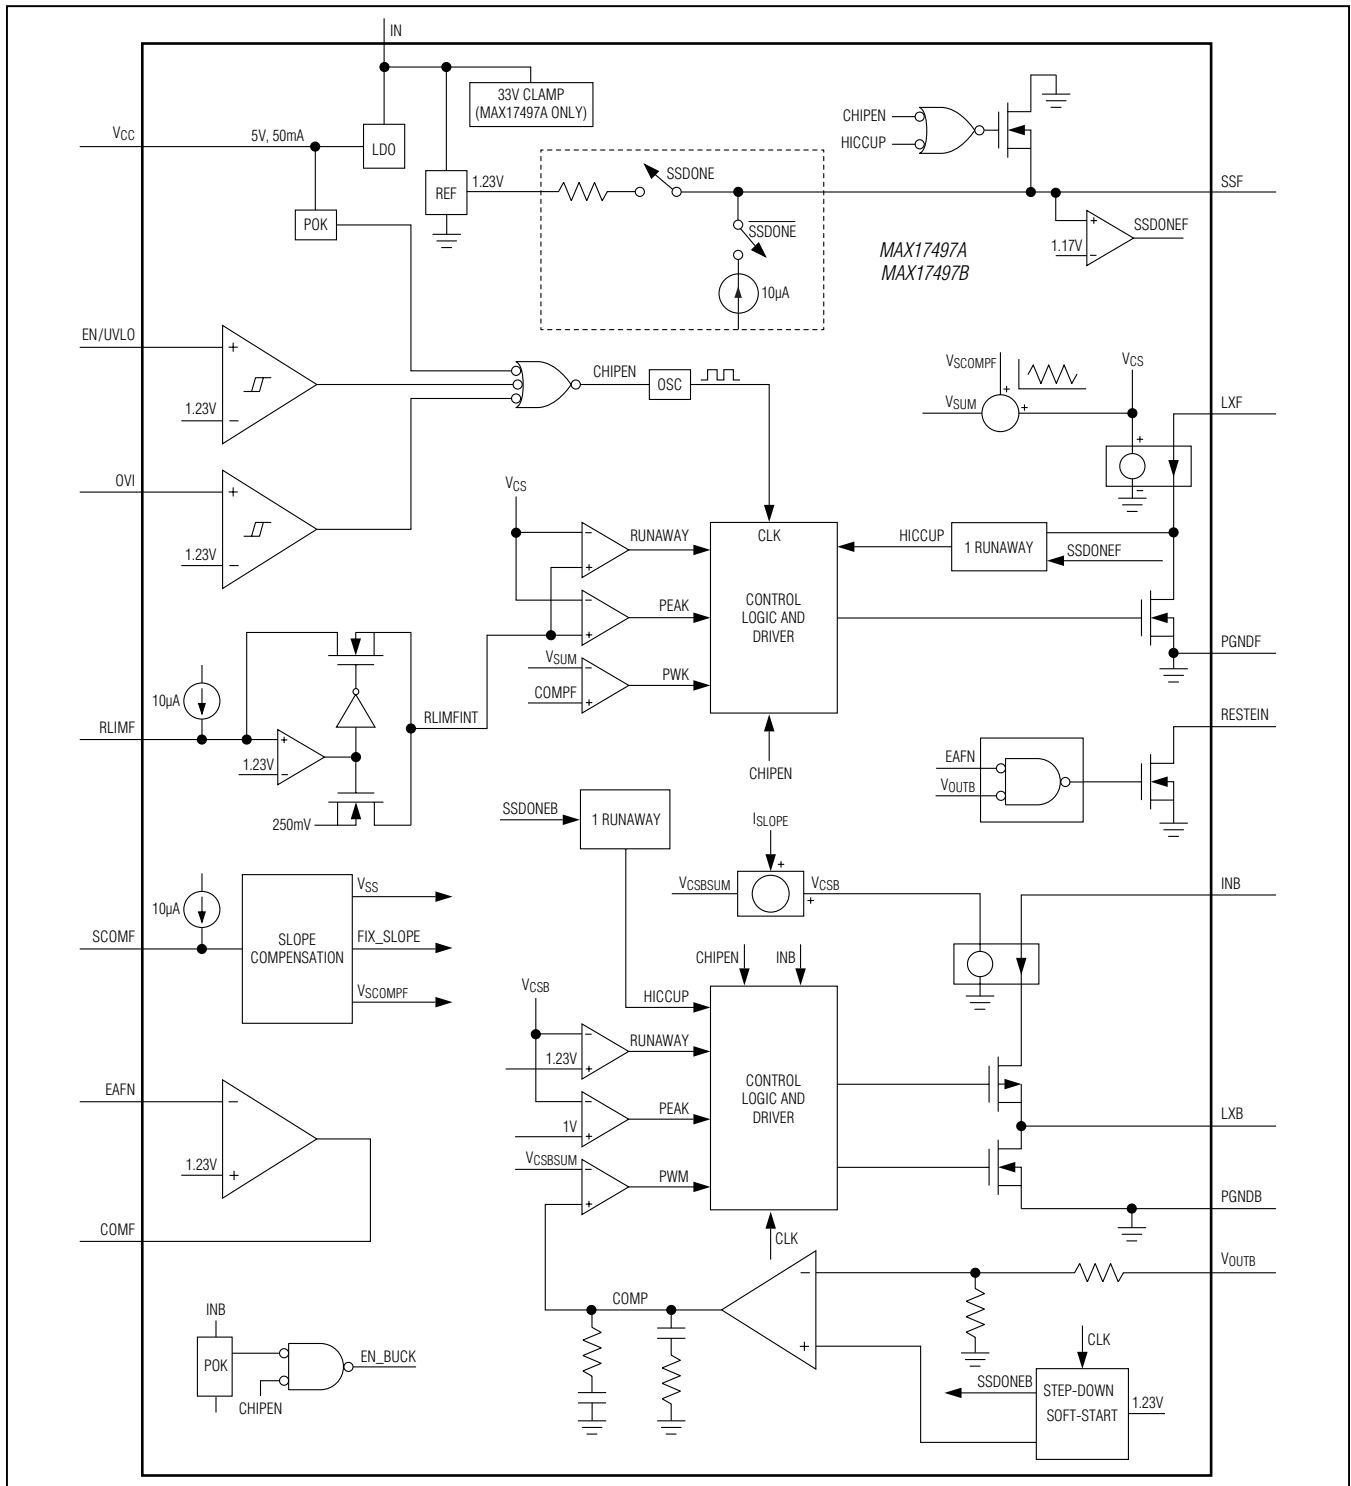 IN
33V CLAMP
(MAX17497A ONLY)
VCC
5V, 50mA
LDO
CHIPEN
HICCUP
SSDONE
REF
1.23V
SSF
POK
SSDONE
SSDONEF
1.17V
MAX17497A
MAX17497B
10µA
EN/UVLO
+
1.23V
−
CHIPEN
OSC
VSCOMPF
+
VSUM
+
VCS
LXF
+
−
OVI
+
1.23V
−
VCS
−
RUNAWAY
+
CLK
HICCUP
1 RUNAWAY
SSDONEF
−
PEAK
+
CONTROL
LOGIC AND
DRIVER
PGNDF
VSUM
−
PWK
COMPF
+
10µA
RLIMF
+
1.23V
−
RLIMFINT
250mV
CHIPEN
RESTEIN
EAFN
VOUTB
SSDONEB
1 RUNAWAY
ISLOPE
+
VCSBSUM
VCSB
+
INB
10µA
SCOMF
SLOPE
COMPENSATION
VSS
FIX_SLOPE
VSCOMPF
CHIPEN
INB
VCSB
HICCUP
−
RUNAWAY
1.23V
+
−
PEAK
1V
+
CONTROL
LOGIC AND
DRIVER
VCSBSUM
−
PWM
+
CLK
LXB
PGNDB
EAFN
−
1.23V
+
COMF
VOUTB
COMP
−
+
INB
POK
EN_BUCK
CHIPEN
CLK
SSDONEB
STEP-DOWN
SOFT-START
1.23V